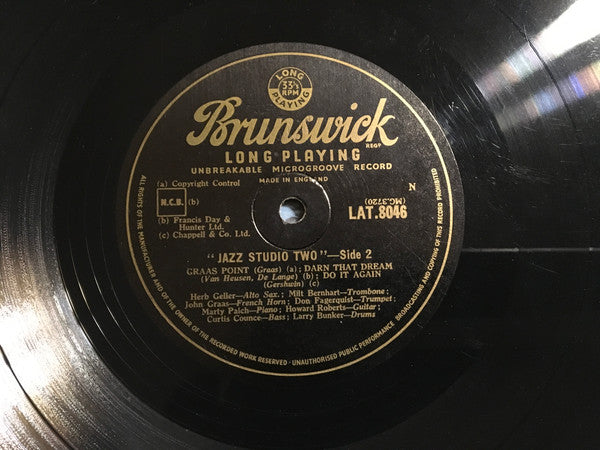 LONG
33⅓
RPM
PLAYING
Brunswick
REGD
LONG PLAYING
UNBREAKABLE MICROGROOVE RECORD
MADE IN ENGLAND
(a) Copyright Control
N
N.C.B. (b)
(MG.3720)
LAT.8046
(b) Francis Day &
Hunter Ltd.
(c) Chappell & Co. Ltd.
"JAZZ STUDIO TWO"—Side 2
GRAAS POINT (Graas) (a); DARN THAT DREAM
(Van Heusen, De Lange) (b); DO IT AGAIN
(Gershwin) (c)
Herb Geller—Alto Sax.; Milt Bernhart—Trombone;
John Graas—French Horn; Don Fagerquist—Trumpet;
Marty Paich—Piano; Howard Roberts—Guitar;
Curtis Counce—Bass; Larry Bunker—Drums
ALL RIGHTS OF THE MANUFACTURER AND OF THE OWNER OF THE RECORDED WORK RESERVED - UNAUTHORISED PUBLIC PERFORMANCE BROADCASTING AND COPYING OF THIS RECORD PROHIBITED